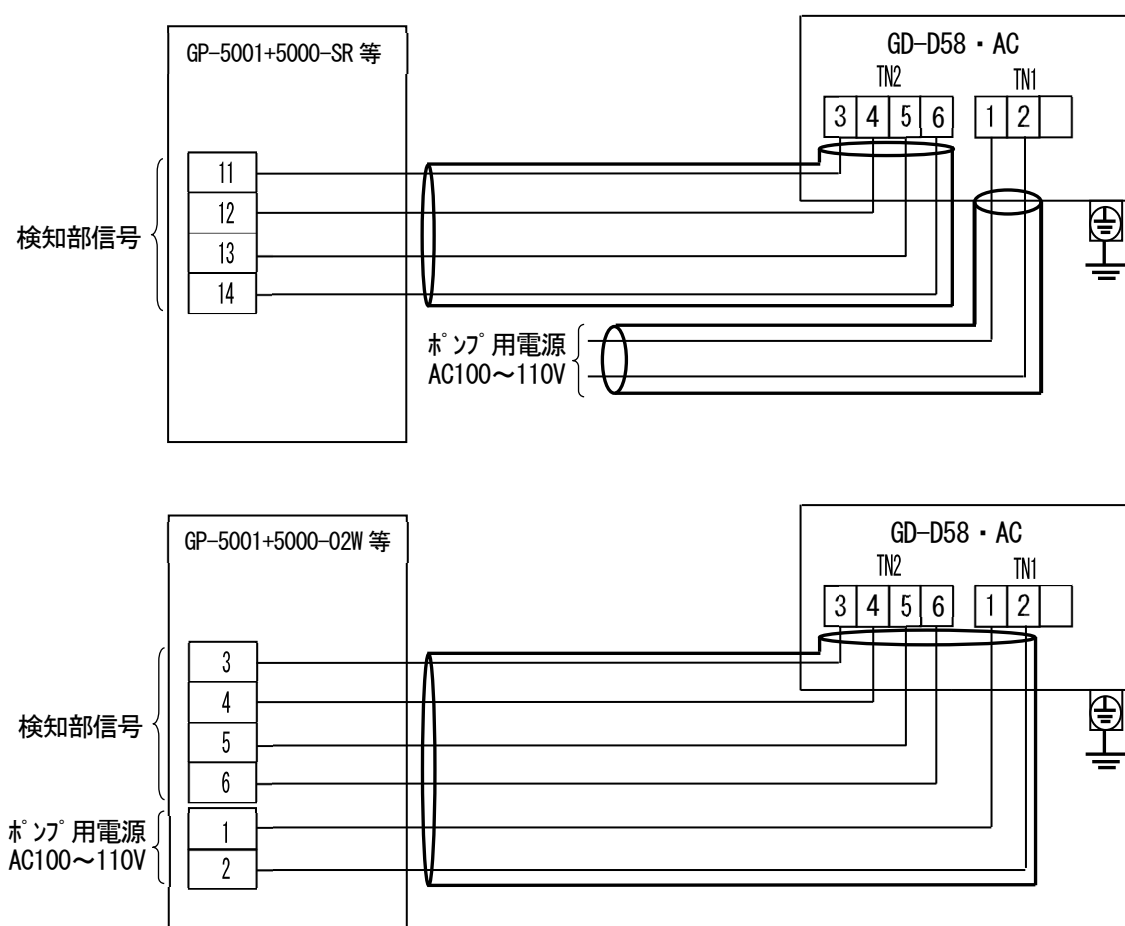 GP-5001+5000-SR 等
GD-D58・AC
TN2
TN1
3 4 5 6
1 2
11
12
13
14
検知部信号
ﾎﾟﾝﾌﾟ用電源
AC100～110V
GP-5001+5000-02W 等
GD-D58・AC
TN2
TN1
3 4 5 6
1 2
3
4
5
6
検知部信号
1
2
ﾎﾟﾝﾌﾟ用電源
AC100～110V